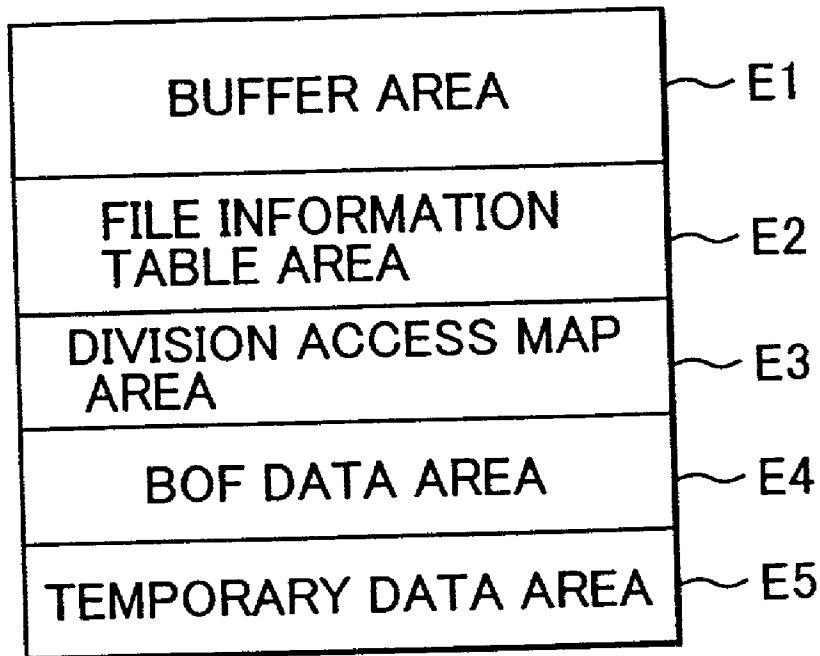 BUFFER AREA
E1
FILE INFORMATION
TABLE AREA
E2
DIVISION ACCESS MAP
AREA
E3
BOF DATA AREA
E4
TEMPORARY DATA AREA
E5